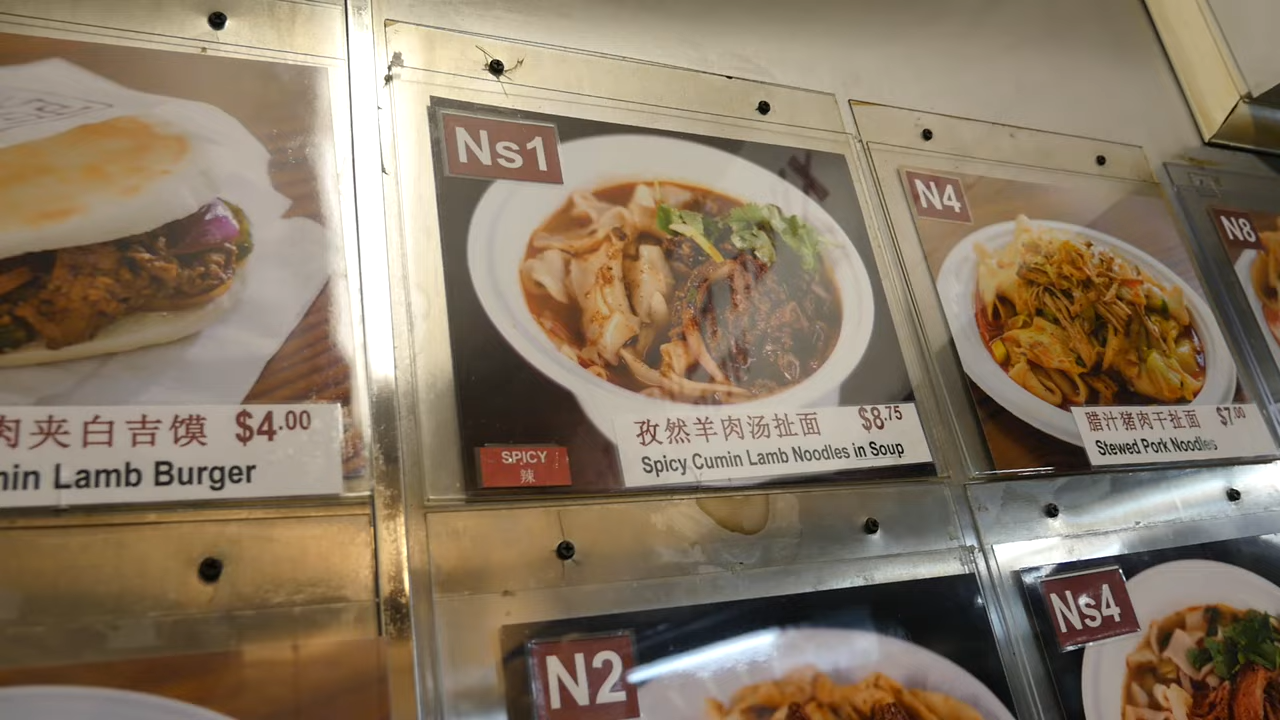 肉夹白吉馍 $4.00
Lamb Burger
Ns1
孜然羊肉汤扯面 $8.75
Spicy Cumin Lamb Noodles in Soup
SPICY
辣
N4
腊汁猪肉干扯面 $7.00
Stewed Pork Noodles
N8
N2
Ns4